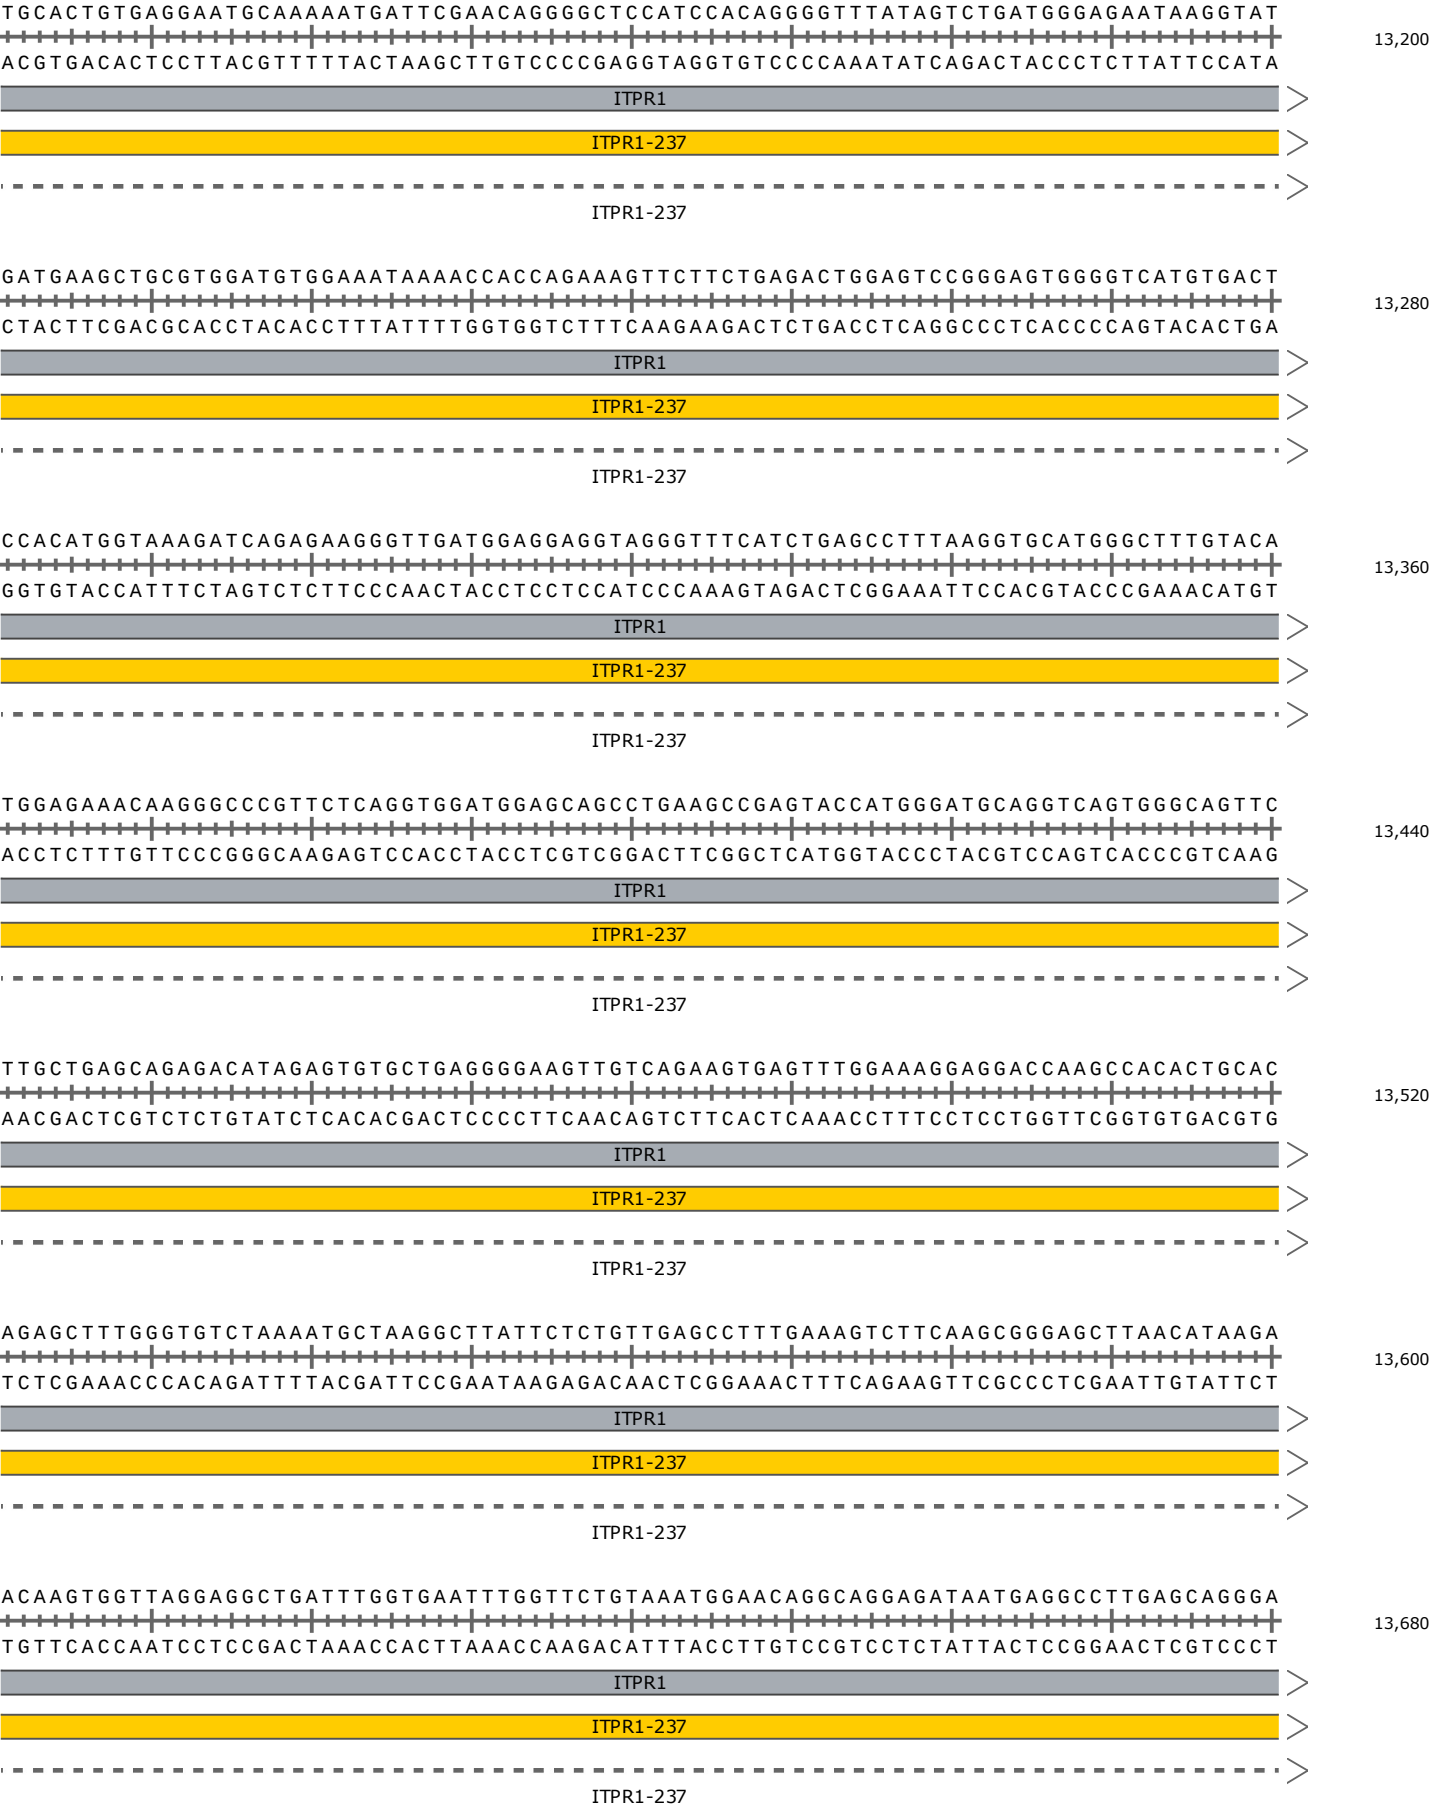 TGCACTGTGAGGAATGCAAAAATGATTCGAACAGGGGCTCCATCCACAGGGGTTTATAGTCTGATGGGAGAATAAGGTAT
13,200
ACGTGACACTCCTTACGTTTTTACTAAGCTTGTCCCCGAGGTAGGTGTCCCCAAATATCAGACTACCCTCTTATTCCATA
ITPR1
ITPR1-237
ITPR1-237
GATGAAGCTGCGTGGATGTGGAAATAAAACCACCAGAAAGTTCTTCTGAGACTGGAGTCCGGGAGTGGGGTCATGTGACT
13,280
CTACTTCGACGCACCTACACCTTTATTTTGGTGGTCTTTCAAGAAGACTCTGACCTCAGGCCCTCACCCCAGTACACTGA
ITPR1
ITPR1-237
ITPR1-237
CCACATGGTAAAGATCAGAGAAGGGTTGATGGAGGAGGTAGGGTTTCATCTGAGCCTTTAAGGTGCATGGGCTTTGTACA
13,360
GGTGTACCATTTCTAGTCTCTTCCCAACTACCTCCTCCATCCCAAAGTAGACTCGGAAATTCCACGTACCCGAAACATGT
ITPR1
ITPR1-237
ITPR1-237
TGGAGAAACAAGGGCCCGTTCTCAGGTGGATGGAGCAGCCTGAAGCCGAGTACCATGGGATGCAGGTCAGTGGGCAGTTC
13,440
ACCTCTTTGTTCCCGGGCAAGAGTCCACCTACCTCGTCGGACTTCGGCTCATGGTACCCTACGTCCAGTCACCCGTCAAG
ITPR1
ITPR1-237
ITPR1-237
TTGCTGAGCAGAGACATAGAGTGTGCTGAGGGGAAGTTGTCAGAAGTGAGTTTGGAAAGGAGGACCAAGCCACACTGCAC
13,520
AACGACTCGTCTCTGTATCTCACACGACTCCCCTTCAACAGTCTTCACTCAAACCTTTCCTCCTGGTTCGGTGTGACGTG
ITPR1
ITPR1-237
ITPR1-237
AGAGCTTTGGGTGTCTAAAATGCTAAGGCTTATTCTCTGTTGAGCCTTTGAAAGTCTTCAAGCGGGAGCTTAACATAAGA
13,600
TCTCGAAACCCACAGATTTTACGATTCCGAATAAGAGACAACTCGGAAACTTTCAGAAGTTCGCCCTCGAATTGTATTCT
ITPR1
ITPR1-237
ITPR1-237
ACAAGTGGTTAGGAGGCTGATTTGGTGAATTTGGTTCTGTAAATGGAACAGGCAGGAGATAATGAGGCCTTGAGCAGGGA
13,680
TGTTCACCAATCCTCCGACTAAACCACTTAAACCAAGACATTTACCTTGTCCGTCCTCTATTACTCCGGAACTCGTCCCT
ITPR1
ITPR1-237
ITPR1-237